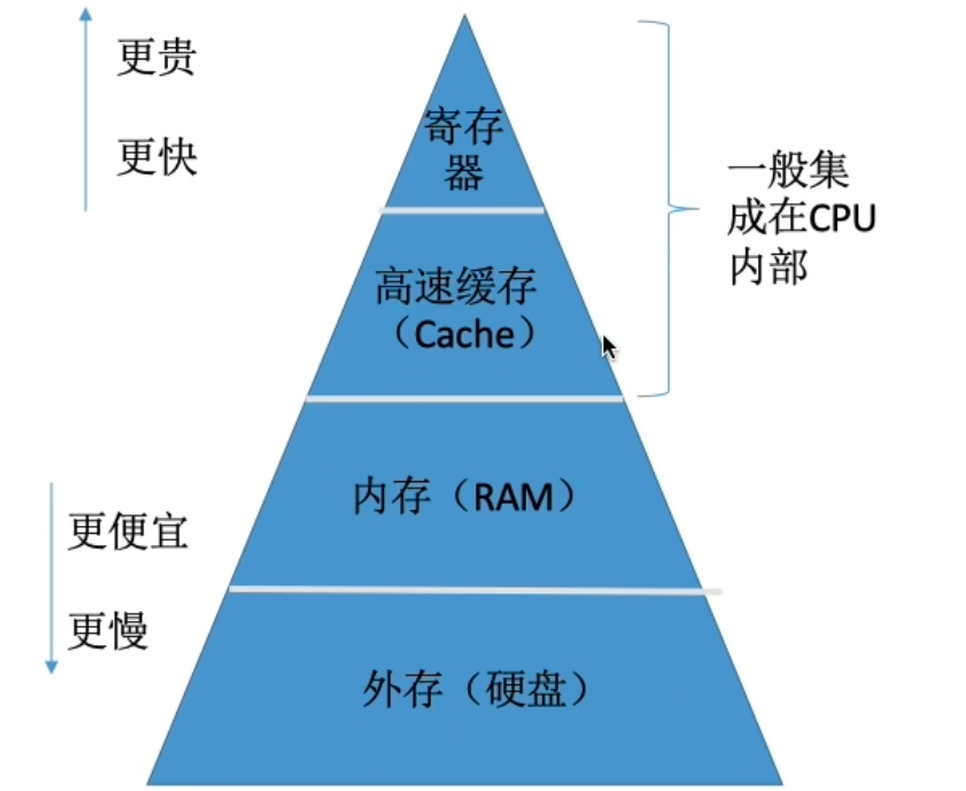 更贵
更快
寄存
器
一般集
成在CPU
内部
高速缓存
（Cache）
内存（RAM）
更便宜
更慢
外存（硬盘）